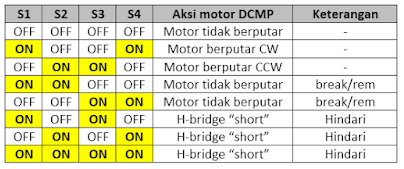 S1 S2 S3 S4 Aksi motor DCMP Keterangan
OFF OFF OFF OFF Motor tidak berputar -
ON OFF OFF ON Motor berputar CW -
OFF ON ON OFF Motor berputar CCW -
ON ON OFF OFF Motor tidak berputar break/rem
OFF OFF ON ON Motor tidak berputar break/rem
ON OFF ON OFF H-bridge “short” Hindari
OFF ON OFF ON H-bridge “short” Hindari
ON ON ON ON H-bridge “short” Hindari